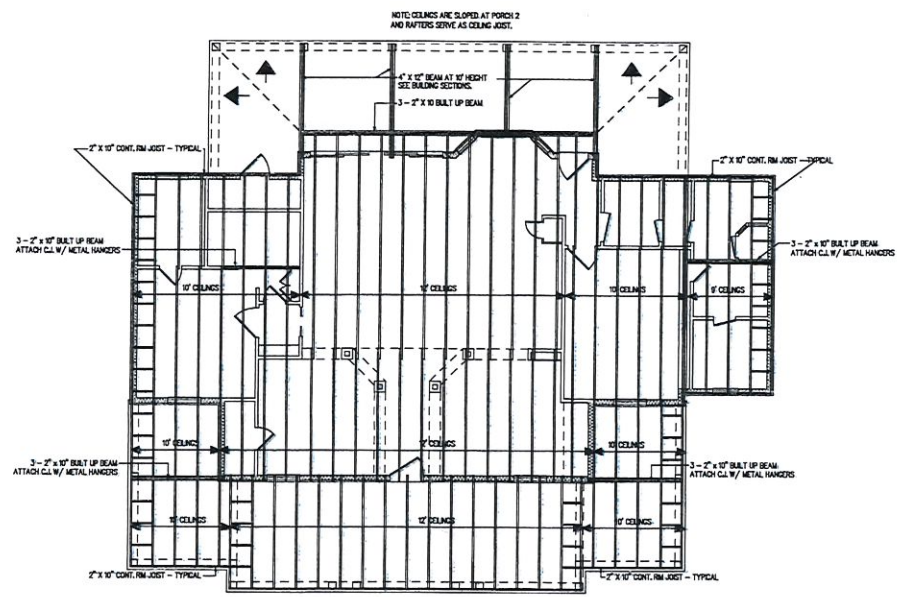 NOTE: CEILINGS ARE SLOPED AT PORCH 2
AND RAFTERS SERVE AS CEILING JOIST.
4" X 12" BEAM AT 10' HEIGHT
SEE BUILDING SECTIONS.
3 - 2" X 10 BUILT UP BEAM
2" X 10" CONT. RIM JOIST - TYPICAL
2" X 10" CONT. RIM JOIST - TYPICAL
3 - 2" x 10" BUILT UP BEAM
ATTACH C.J. W/ METAL HANGERS
3 - 2" x 10" BUILT UP BEAM
ATTACH C.J. W/ METAL HANGERS
10' CEILINGS
12' CEILINGS
10' CEILINGS
9' CEILINGS
10' CEILINGS
12' CEILINGS
10' CEILINGS
3 - 2" x 10" BUILT UP BEAM
ATTACH C.J. W/ METAL HANGERS
3 - 2" x 10" BUILT UP BEAM
ATTACH C.J. W/ METAL HANGERS
10' CEILINGS
12' CEILINGS
10' CEILINGS
2" X 10" CONT. RIM JOIST - TYPICAL
2" X 10" CONT. RIM JOIST - TYPICAL